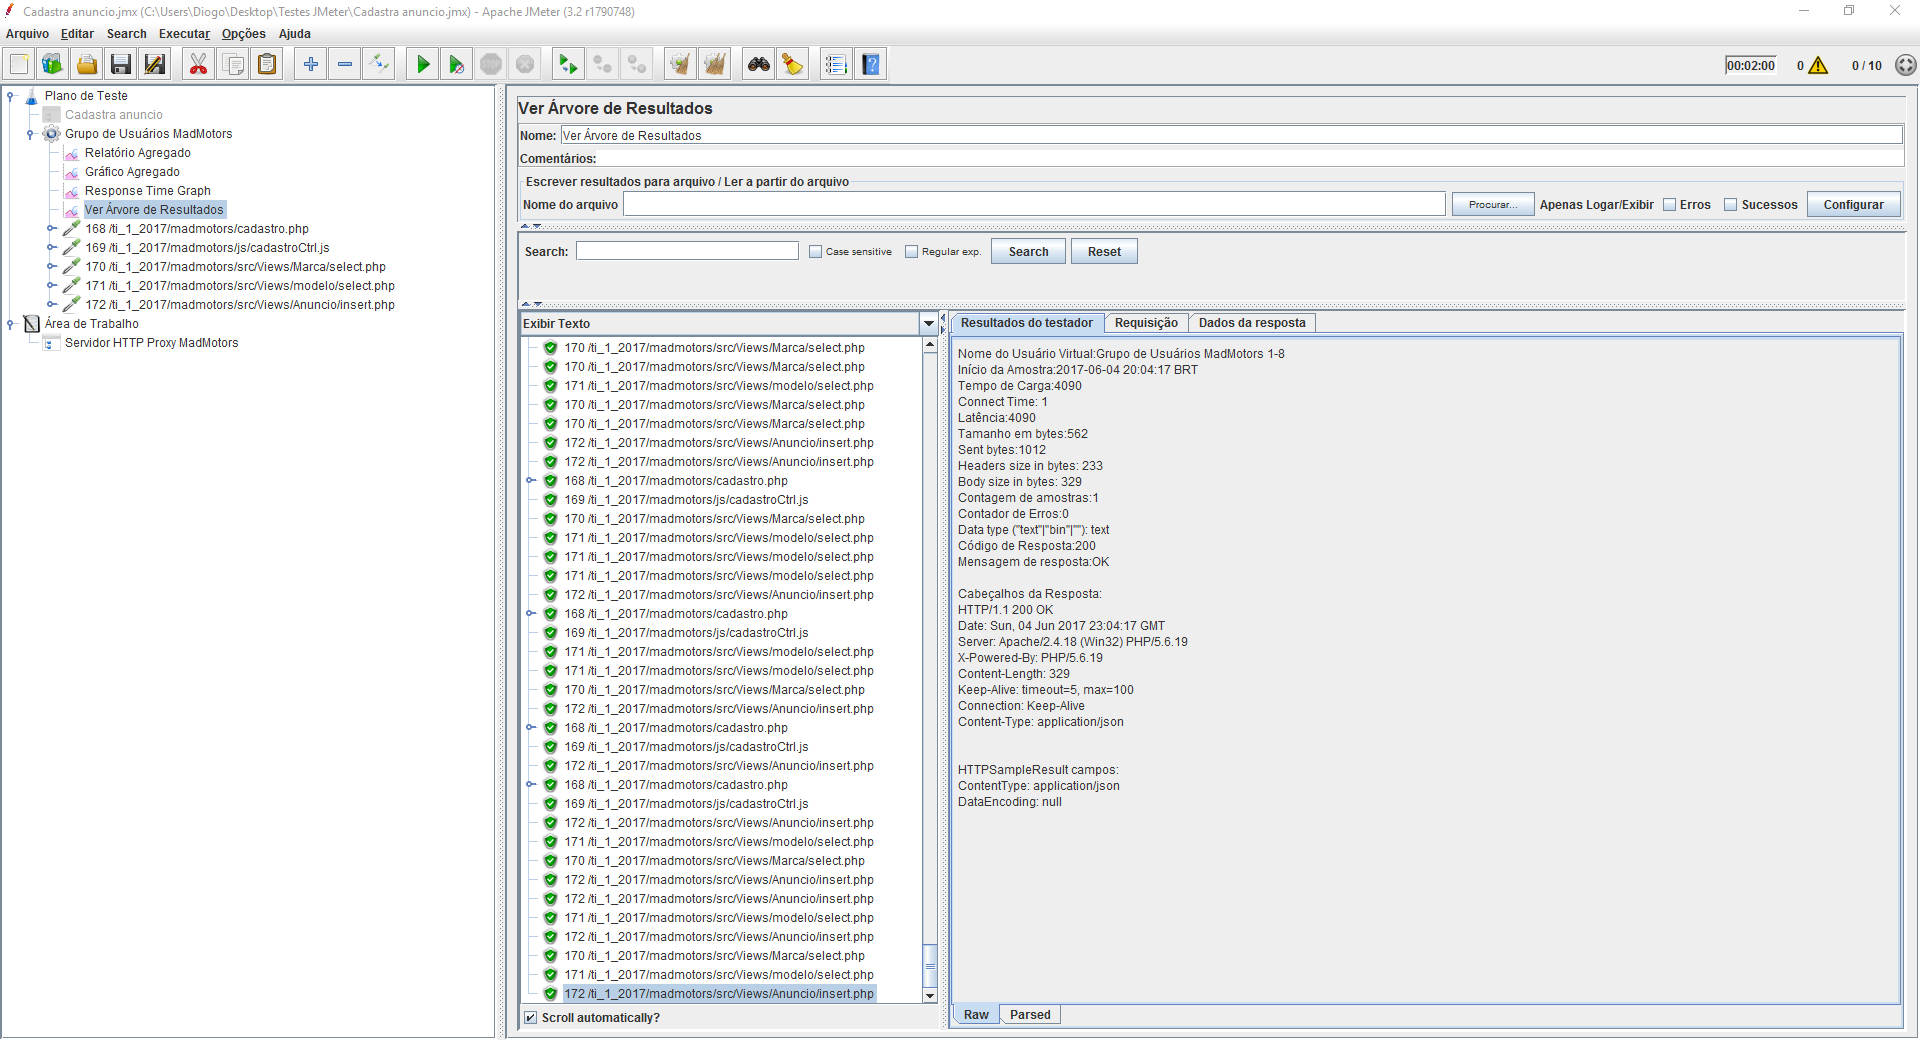 Cadastra anuncio.jmx (C:\Users\Diogo\Desktop\Testes JMeter\Cadastra anuncio.jmx) - Apache JMeter (3.2 r1790748)
Arquivo Editar Search Executar Opções Ajuda
STOP
00:02:00 0 0 / 10
Plano de Teste
Cadastra anuncio
Grupo de Usuários MadMotors
Relatório Agregado
Gráfico Agregado
Response Time Graph
Ver Árvore de Resultados
168 /ti_1_2017/madmotors/cadastro.php
169 /ti_1_2017/madmotors/js/cadastroCtrl.js
170 /ti_1_2017/madmotors/src/Views/Marca/select.php
171 /ti_1_2017/madmotors/src/Views/modelo/select.php
172 /ti_1_2017/madmotors/src/Views/Anuncio/insert.php
Área de Trabalho
Servidor HTTP Proxy MadMotors
Ver Árvore de Resultados
Nome: Ver Árvore de Resultados
Comentários:
Escrever resultados para arquivo / Ler a partir do arquivo
Nome do arquivo Procurar... Apenas Logar/Exibir Erros Sucessos Configurar
Search: Case sensitive Regular exp. Search Reset
Exibir Texto
170 /ti_1_2017/madmotors/src/Views/Marca/select.php
170 /ti_1_2017/madmotors/src/Views/Marca/select.php
171 /ti_1_2017/madmotors/src/Views/modelo/select.php
170 /ti_1_2017/madmotors/src/Views/Marca/select.php
170 /ti_1_2017/madmotors/src/Views/Marca/select.php
172 /ti_1_2017/madmotors/src/Views/Anuncio/insert.php
172 /ti_1_2017/madmotors/src/Views/Anuncio/insert.php
168 /ti_1_2017/madmotors/cadastro.php
169 /ti_1_2017/madmotors/js/cadastroCtrl.js
170 /ti_1_2017/madmotors/src/Views/Marca/select.php
171 /ti_1_2017/madmotors/src/Views/modelo/select.php
171 /ti_1_2017/madmotors/src/Views/modelo/select.php
171 /ti_1_2017/madmotors/src/Views/modelo/select.php
172 /ti_1_2017/madmotors/src/Views/Anuncio/insert.php
168 /ti_1_2017/madmotors/cadastro.php
169 /ti_1_2017/madmotors/js/cadastroCtrl.js
171 /ti_1_2017/madmotors/src/Views/modelo/select.php
171 /ti_1_2017/madmotors/src/Views/modelo/select.php
170 /ti_1_2017/madmotors/src/Views/Marca/select.php
172 /ti_1_2017/madmotors/src/Views/Anuncio/insert.php
168 /ti_1_2017/madmotors/cadastro.php
169 /ti_1_2017/madmotors/js/cadastroCtrl.js
172 /ti_1_2017/madmotors/src/Views/Anuncio/insert.php
168 /ti_1_2017/madmotors/cadastro.php
169 /ti_1_2017/madmotors/js/cadastroCtrl.js
172 /ti_1_2017/madmotors/src/Views/Anuncio/insert.php
171 /ti_1_2017/madmotors/src/Views/modelo/select.php
170 /ti_1_2017/madmotors/src/Views/Marca/select.php
172 /ti_1_2017/madmotors/src/Views/Anuncio/insert.php
172 /ti_1_2017/madmotors/src/Views/Anuncio/insert.php
171 /ti_1_2017/madmotors/src/Views/modelo/select.php
172 /ti_1_2017/madmotors/src/Views/Anuncio/insert.php
170 /ti_1_2017/madmotors/src/Views/Marca/select.php
171 /ti_1_2017/madmotors/src/Views/modelo/select.php
172 /ti_1_2017/madmotors/src/Views/Anuncio/insert.php
Scroll automatically?
Resultados do testador Requisição Dados da resposta
Nome do Usuário Virtual:Grupo de Usuários MadMotors 1-8
Início da Amostra:2017-06-04 20:04:17 BRT
Tempo de Carga:4090
Connect Time: 1
Latência:4090
Tamanho em bytes:562
Sent bytes:1012
Headers size in bytes: 233
Body size in bytes: 329
Contagem de amostras:1
Contador de Erros:0
Data type ("text"|"bin"|""): text
Código de Resposta:200
Mensagem de resposta:OK
Cabeçalhos da Resposta:
HTTP/1.1 200 OK
Date: Sun, 04 Jun 2017 23:04:17 GMT
Server: Apache/2.4.18 (Win32) PHP/5.6.19
X-Powered-By: PHP/5.6.19
Content-Length: 329
Keep-Alive: timeout=5, max=100
Connection: Keep-Alive
Content-Type: application/json
HTTPSampleResult campos:
ContentType: application/json
DataEncoding: null
Raw Parsed